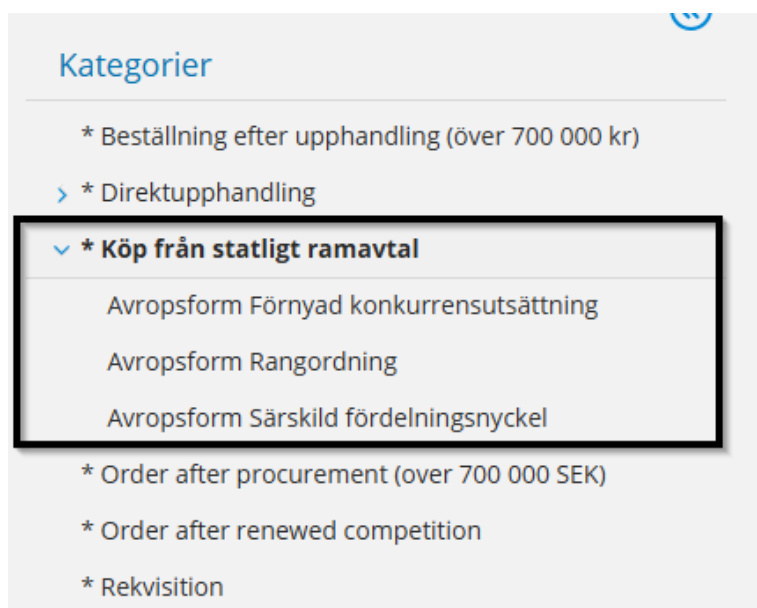 Kategorier
* Beställning efter upphandling (över 700 000 kr)
* Direktupphandling
* Köp från statligt ramavtal
Avropsform Förnyad konkurrensutsättning
Avropsform Rangordning
Avropsform Särskild fördelningsnyckel
* Order after procurement (over 700 000 SEK)
* Order after renewed competition
* Rekvisition